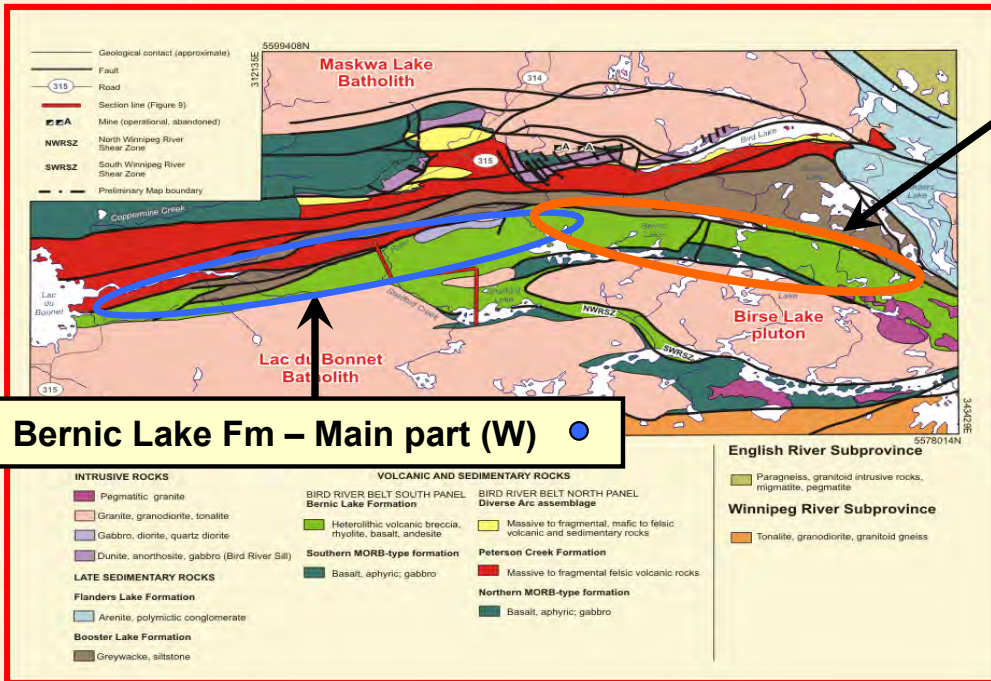 Geological contact (approximate)
Fault
315 Road
Section line (Figure 9)
A Mine (operational, abandoned)
NWRSZ North Winnipeg River
Shear Zone
SWRSZ South Winnipeg River
Shear Zone
Preliminary Map boundary
5599408N
312135E
Maskwa Lake
Batholith
314
315
A A
Bird Lake
Coppermine Creek
Lake
Bernic
Lake
River
Shatford Creek
Lake
Lake
Lac
du
Bonnet
NWRSZ
SWRSZ
Birse Lake
pluton
Lac du Bonnet
Batholith
315
343429E
5578014N
Bernic Lake Fm – Main part (W)
INTRUSIVE ROCKS
Pegmatitic granite
Granite, granodiorite, tonalite
Gabbro, diorite, quartz diorite
Dunite, anorthosite, gabbro (Bird River Sill)
LATE SEDIMENTARY ROCKS
Flanders Lake Formation
Arenite, polymictic conglomerate
Booster Lake Formation
Greywacke, siltstone
VOLCANIC AND SEDIMENTARY ROCKS
BIRD RIVER BELT SOUTH PANEL
Bernic Lake Formation
Heterolithic volcanic breccia,
rhyolite, basalt, andesite
Southern MORB-type formation
Basalt, aphyric; gabbro
BIRD RIVER BELT NORTH PANEL
Diverse Arc assemblage
Massive to fragmental, mafic to felsic
volcanic and sedimentary rocks
Peterson Creek Formation
Massive to fragmental felsic volcanic rocks
Northern MORB-type formation
Basalt, aphyric; gabbro
English River Subprovince
Paragneiss, granitoid intrusive rocks,
migmatite, pegmatite
Winnipeg River Subprovince
Tonalite, granodiorite, granitoid gneiss